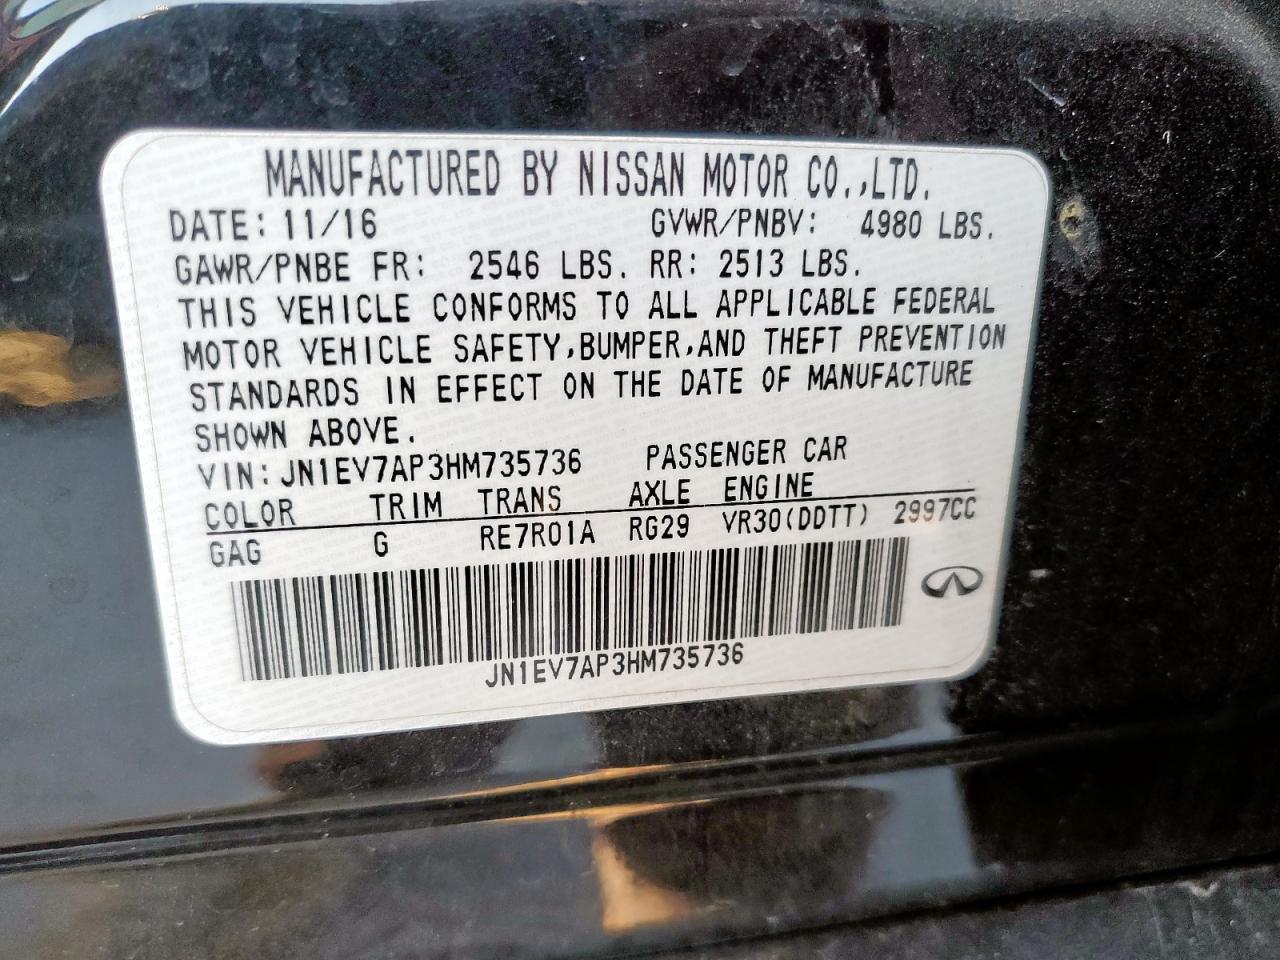 MANUFACTURED BY NISSAN MOTOR CO.,LTD.
DATE: 11/16 GVWR/PNBV: 4980 LBS.
GAWR/PNBE FR: 2546 LBS. RR: 2513 LBS.
THIS VEHICLE CONFORMS TO ALL APPLICABLE FEDERAL
MOTOR VEHICLE SAFETY,BUMPER,AND THEFT PREVENTION
STANDARDS IN EFFECT ON THE DATE OF MANUFACTURE
SHOWN ABOVE.
VIN:JN1EV7AP3HM735736 PASSENGER CAR
COLOR TRIM TRANS AXLE ENGINE
GAG G RE7R01A RG29 VR30(DDTT) 2997CC
JN1EV7AP3HM735736